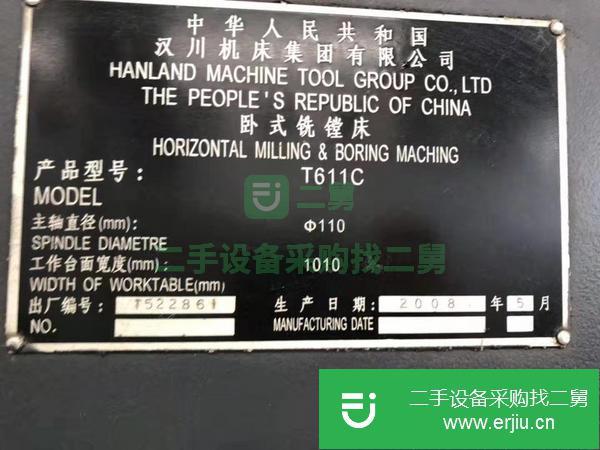 中华人民共和国
汉川机床集团有限公司
HANLAND MACHINE TOOL GROUP CO.,LTD
THE PEOPLE'S REPUBLIC OF CHINA
卧式铣镗床
HORIZONTAL MILLING & BORING MACHING
产品型号: T611C
MODEL
二舅
主轴直径(mm): Φ110
SPINDLE DIAMETRE
二手设备采购找二舅
工作台面宽度(mm): 1010
WIDTH OF WORKTABLE(mm)
出厂编号: T522861 生产日期: 2008 年 5 月
NO. MANUFACTURING DATE
二手设备采购找二舅
www.erjiu.cn